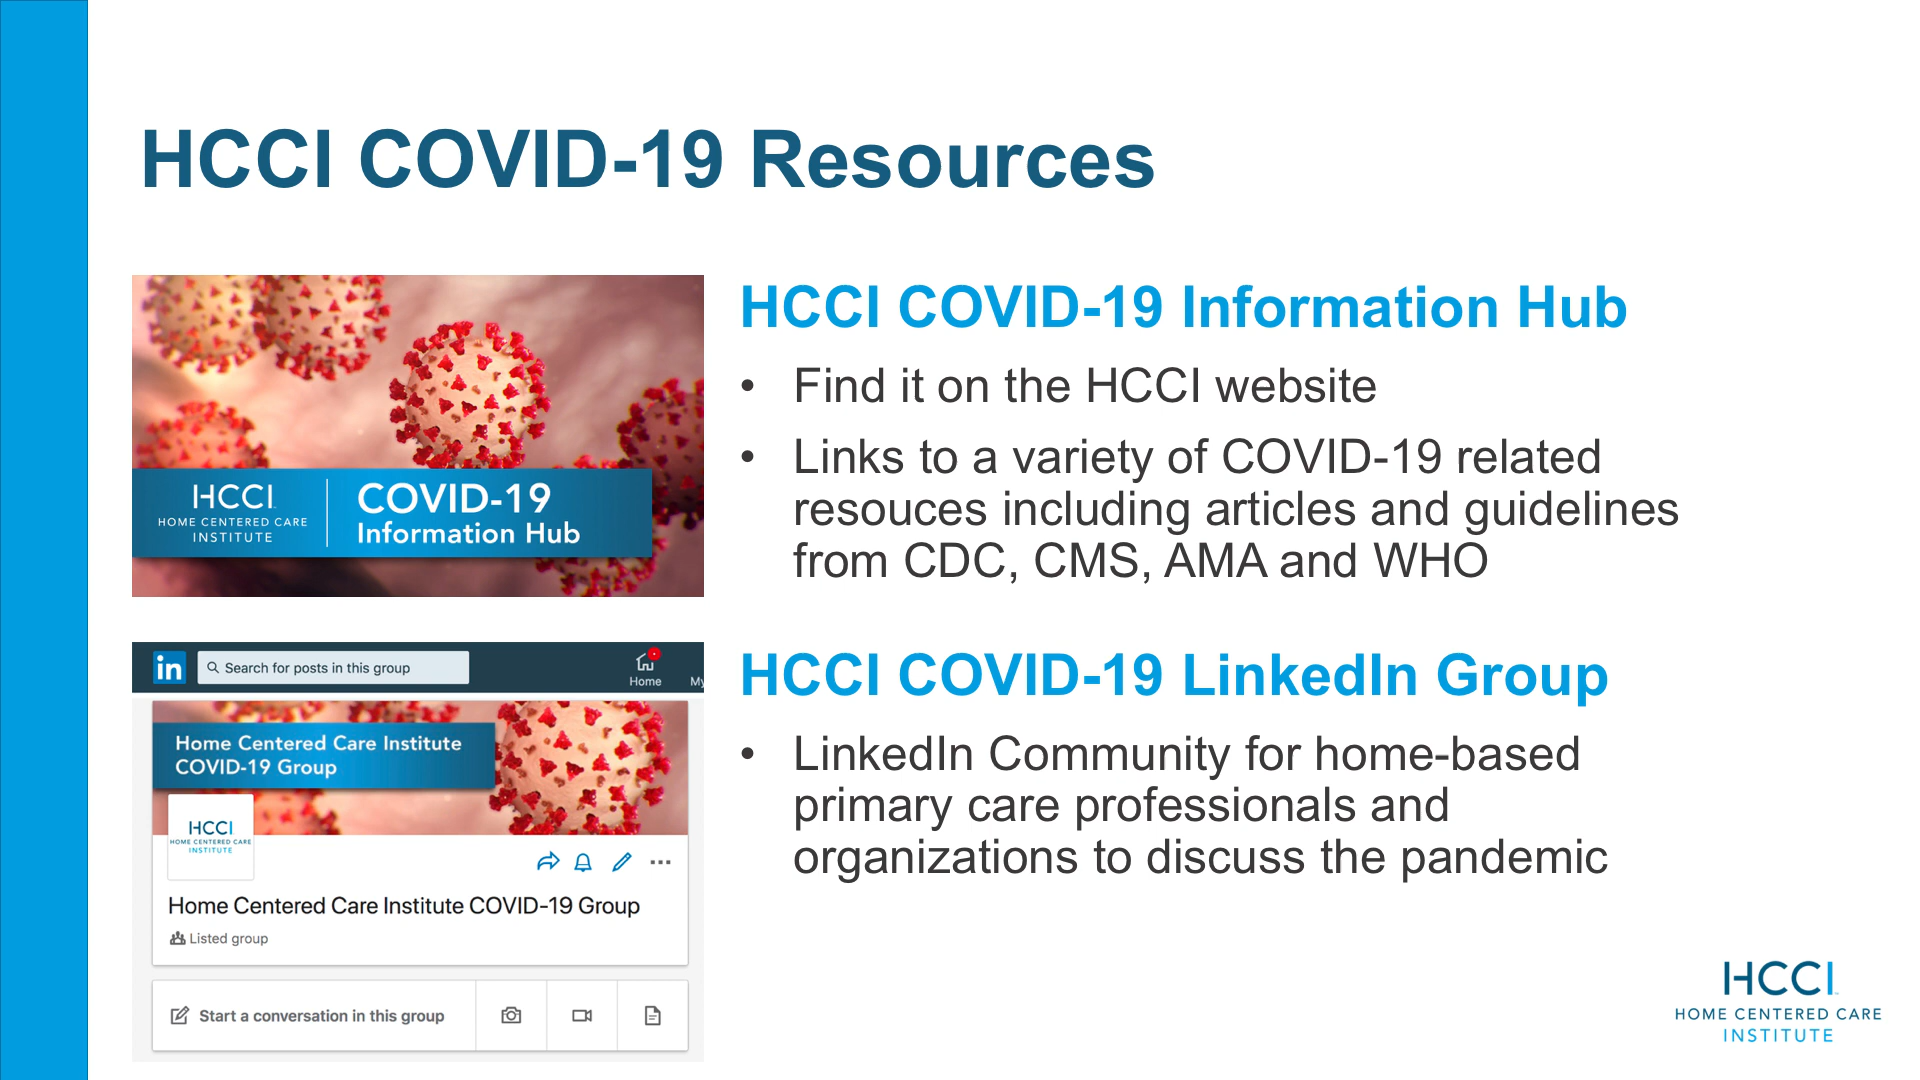 HCCI COVID-19 Resources
HCCI
HOME CENTERED CARE
INSTITUTE
COVID-19
Information Hub
HCCI COVID-19 Information Hub
• Find it on the HCCI website
• Links to a variety of COVID-19 related
resouces including articles and guidelines
from CDC, CMS, AMA and WHO
in
Search for posts in this group
Home
My
Home Centered Care Institute
COVID-19 Group
HCCI
HOME CENTERED CARE
INSTITUTE
Home Centered Care Institute COVID-19 Group
Listed group
Start a conversation in this group
HCCI COVID-19 LinkedIn Group
• LinkedIn Community for home-based
primary care professionals and
organizations to discuss the pandemic
HCCI
HOME CENTERED CARE
INSTITUTE